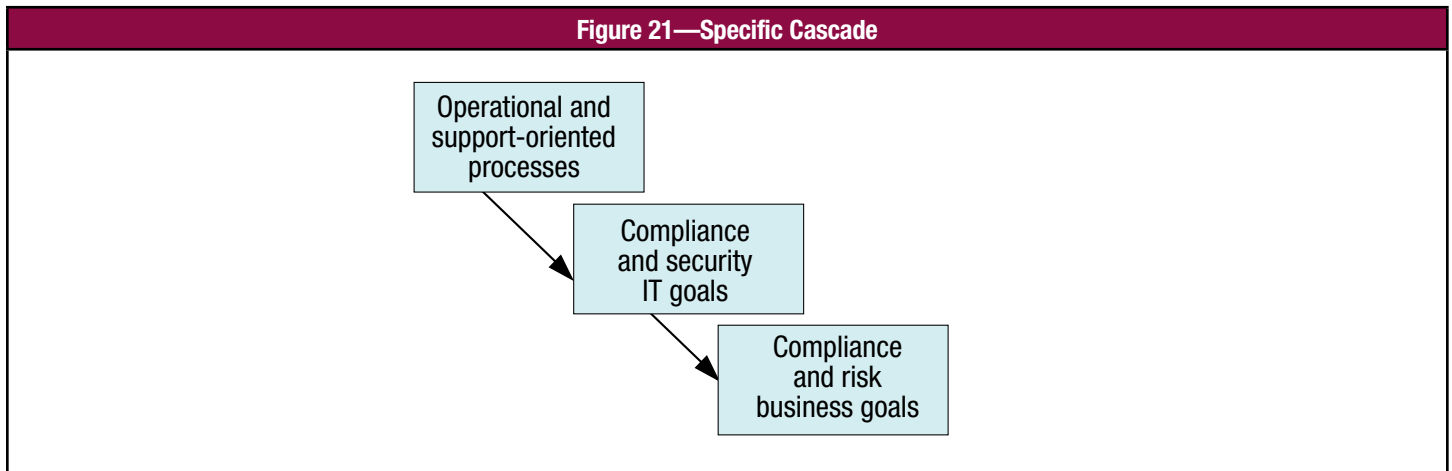 Figure 21—Specific Cascade
Operational and
support-oriented
processes
Compliance
and security
IT goals
Compliance
and risk
business goals